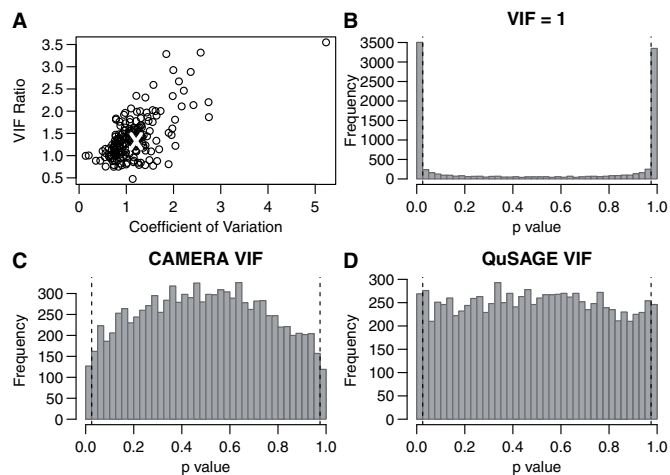 A
VIF Ratio
3.5
3.0
2.5
2.0
1.5
1.0
0.5
0 1 2 3 4 5
Coefficient of Variation
B
VIF = 1
Frequency
3500
3000
2500
2000
1500
1000
500
0
0.0 0.2 0.4 0.6 0.8 1.0
p value
C
CAMERA VIF
Frequency
300
250
200
150
100
50
0
0.0 0.2 0.4 0.6 0.8 1.0
p value
D
QuSAGE VIF
Frequency
300
250
200
150
100
50
0
0.0 0.2 0.4 0.6 0.8 1.0
p value